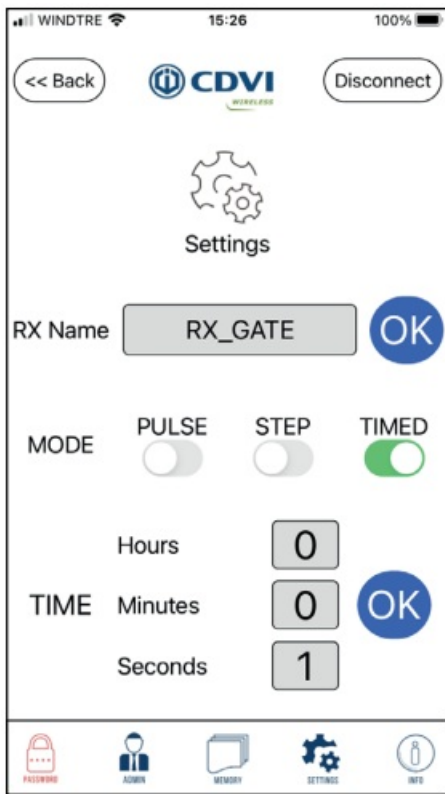 WINDTRE 15:26 100%
<< Back CDVI Disconnect
WIRELESS
Settings
RX Name RX_GATE OK
PULSE STEP TIMED
MODE
Hours 0
TIME Minutes 0 OK
Seconds 1
PASSWORD ADMIN MEMORY SETTINGS INFO